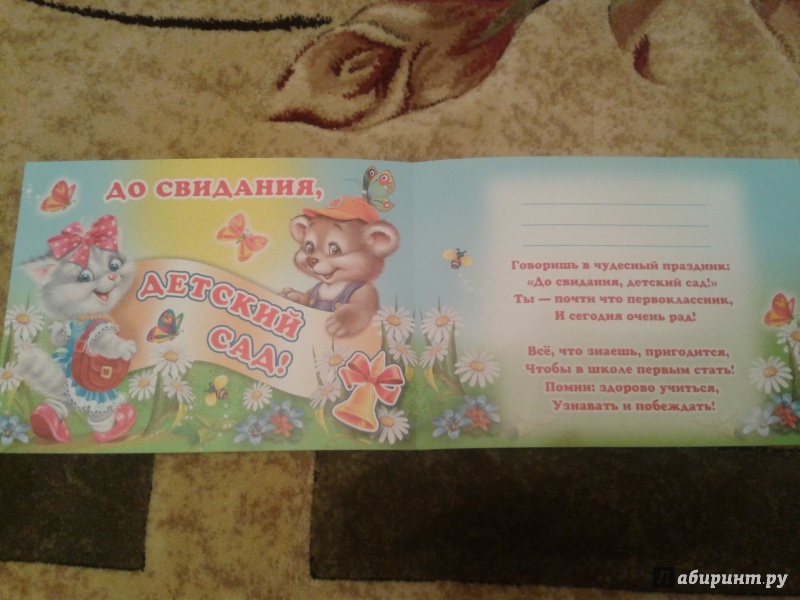 ДО СВИДАНИЯ,
ДЕТСКИЙ
САД!
Говоришь в чудесный праздник:
«До свидания, детский сад!»
Ты — почти что первоклассник,
И сегодня очень рад!
Всё, что знаешь, пригодится,
Чтобы в школе первым стать!
Помни: здорово учиться,
Узнавать и побеждать!
Лабиринт.ру